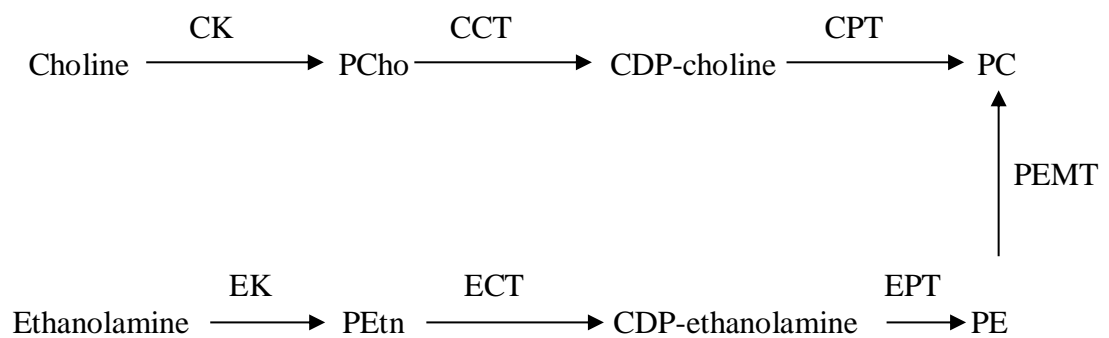 CK CCT CPT
Choline PCho CDP-choline PC
PEMT
EK ECT EPT
Ethanolamine PEtn CDP-ethanolamine PE